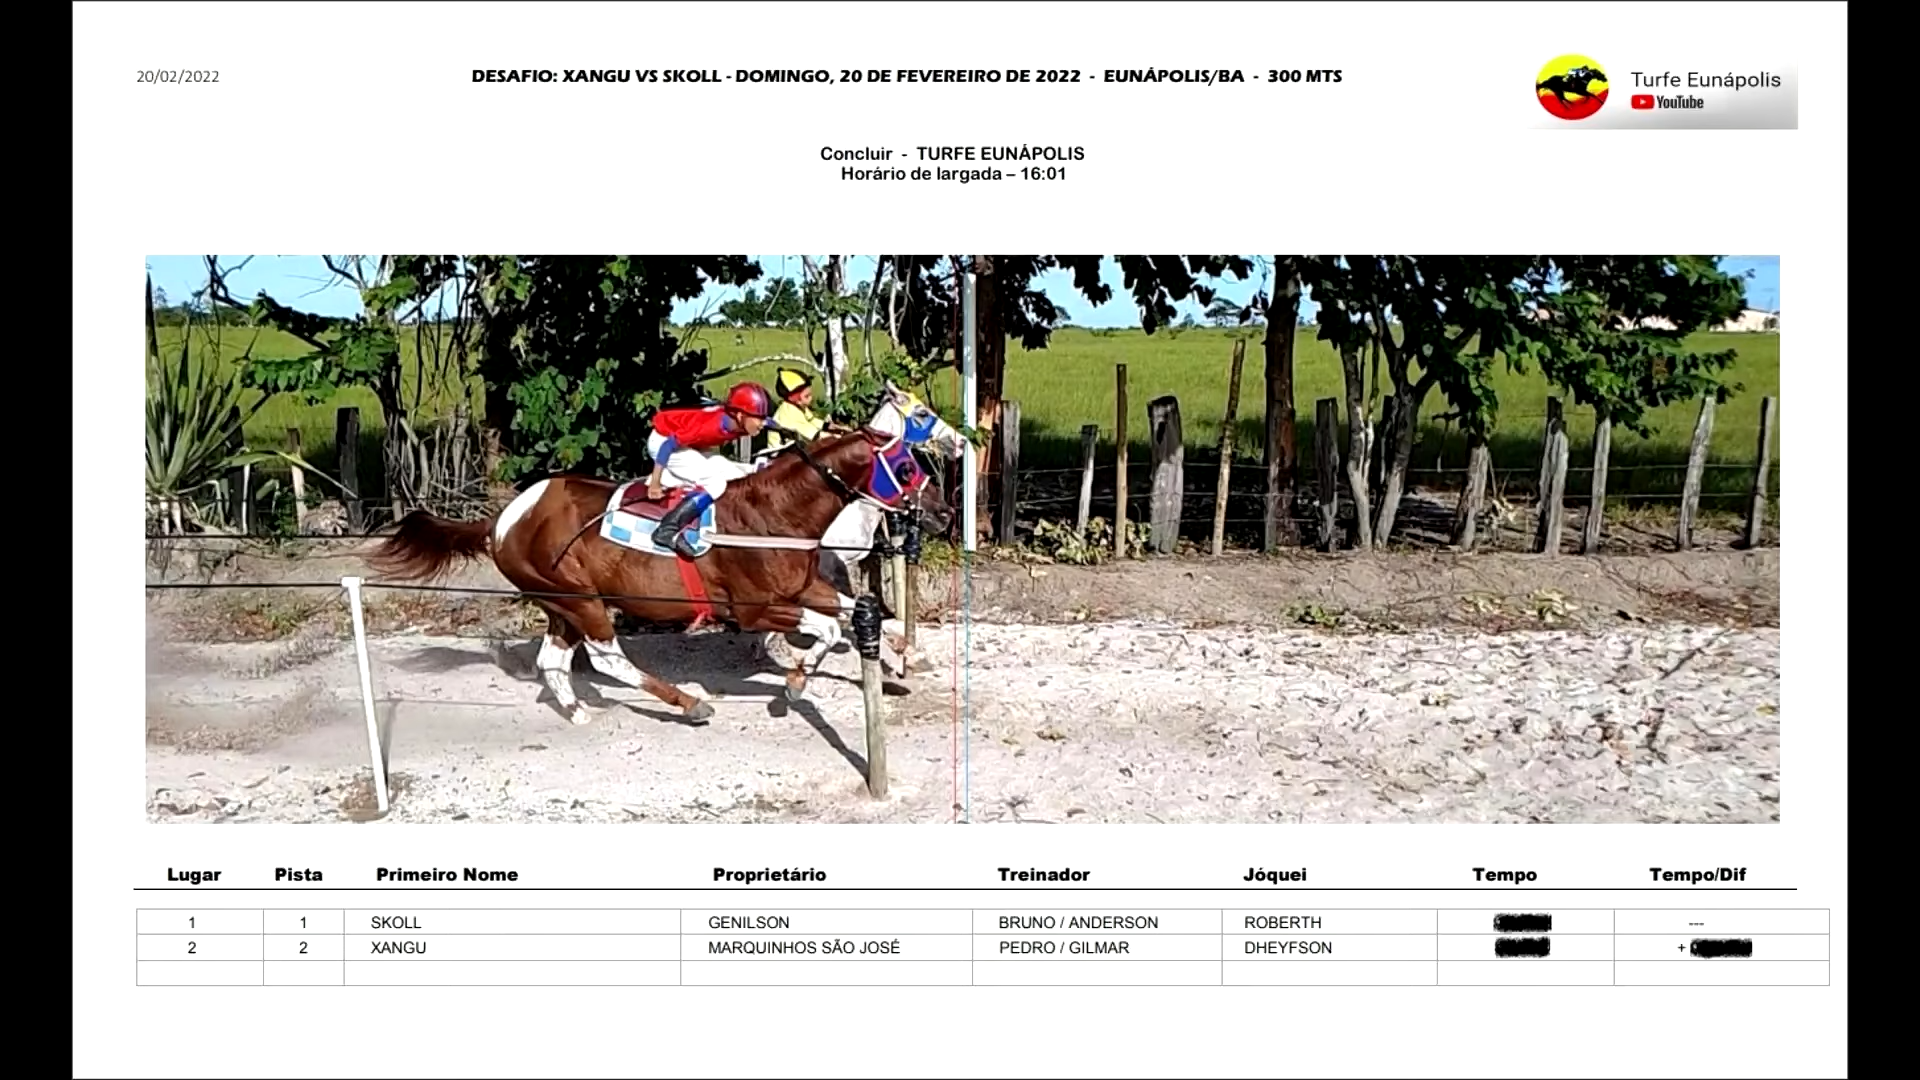 20/02/2022
DESAFIO: XANGU VS SKOLL - DOMINGO, 20 DE FEVEREIRO DE 2022 - EUNÁPOLIS/BA - 300 MTS
Turfe Eunápolis
YouTube
Concluir - TURFE EUNÁPOLIS
Horário de largada – 16:01
Lugar Pista Primeiro Nome Proprietário Treinador Jóquei Tempo Tempo/Dif
1 1 SKOLL GENILSON BRUNO / ANDERSON ROBERTH ---
2 2 XANGU MARQUINHOS SÃO JOSÉ PEDRO / GILMAR DHEYFSON +